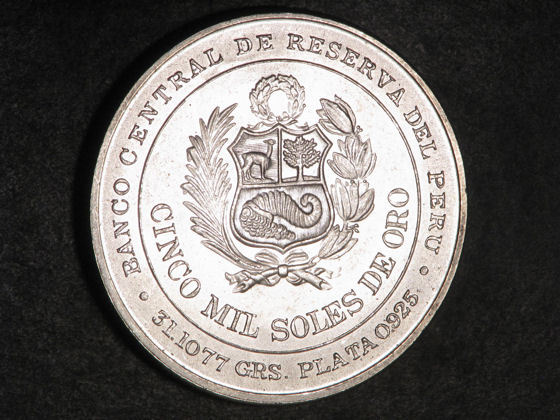 BANCO CENTRAL DE RESERVA DEL PERU
CINCO MIL SOLES DE ORO
31.1077 GRS. PLATA 0.925